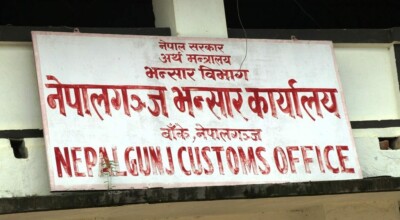 नेपाल सरकार
अर्थ मन्त्रालय
भन्सार विभाग
नेपालगञ्ज भन्सार कार्यालय
बाँके, नेपालगञ्ज
NEPALGUNJ CUSTOMS OFFICE